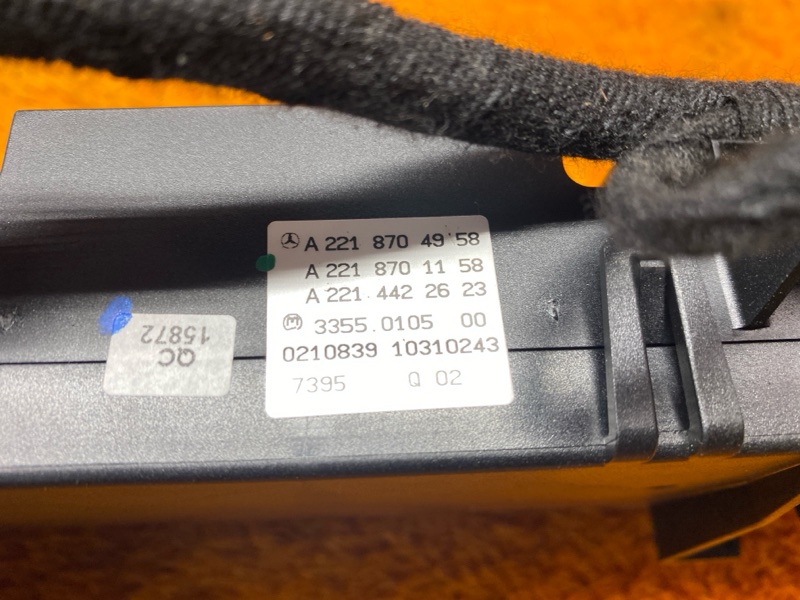 A 221 870 49 58
A 221 870 11 58
A 221 442 26 23
M 3355.0105 00
0210839 10310243
7395 Q 02
QC
15872